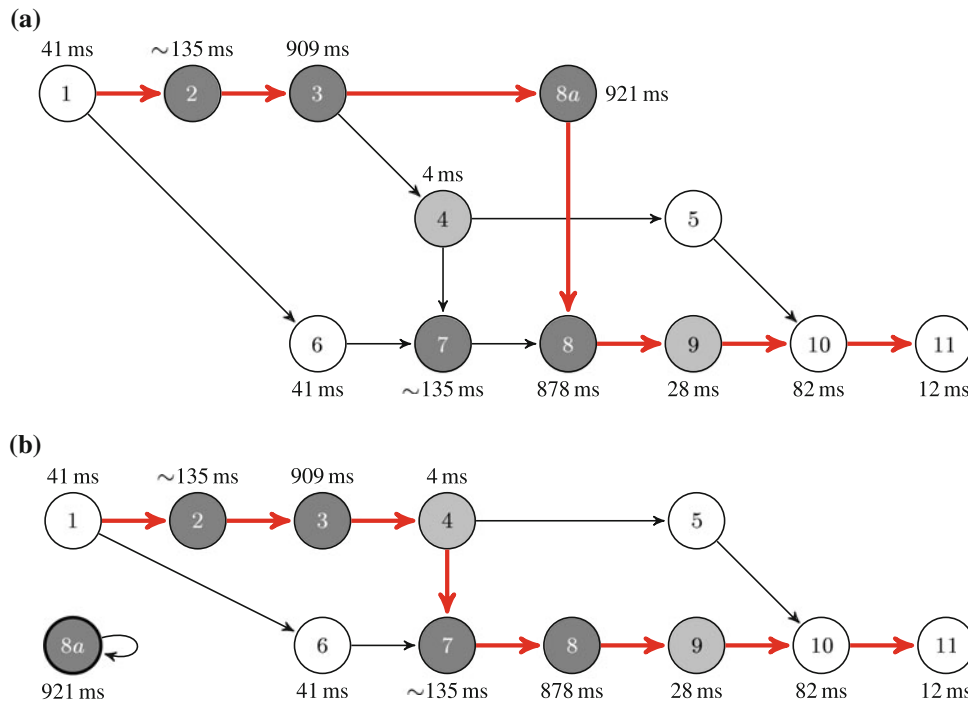 (a)
41 ms ∼135 ms 909 ms
1 2 3 8a 921 ms
4 ms
4 5
6 7 8 9 10 11
41 ms ∼135 ms 878 ms 28 ms 82 ms 12 ms
(b)
41 ms ∼135 ms 909 ms 4 ms
1 2 3 4 5
8a 6 7 8 9 10 11
921 ms 41 ms ∼135 ms 878 ms 28 ms 82 ms 12 ms